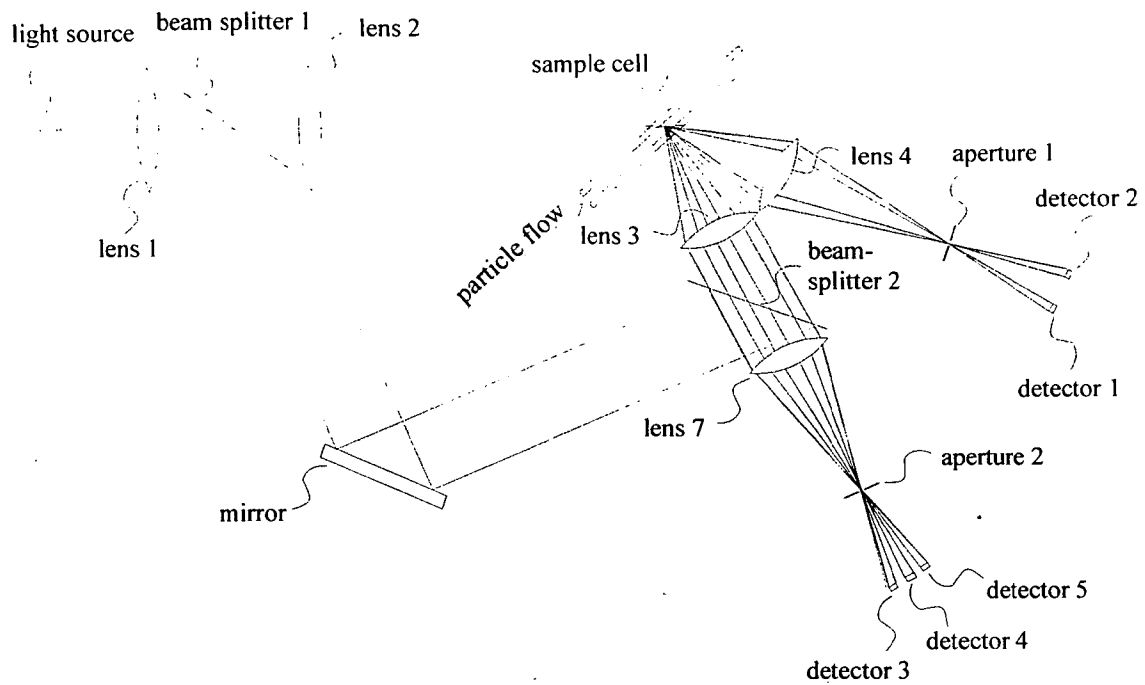 light source
beam splitter 1
lens 2
sample cell
lens 4
aperture 1
detector 2
lens 1
particle flow
lens 3
beam-
splitter 2
detector 1
lens 7
aperture 2
mirror
detector 5
detector 4
detector 3